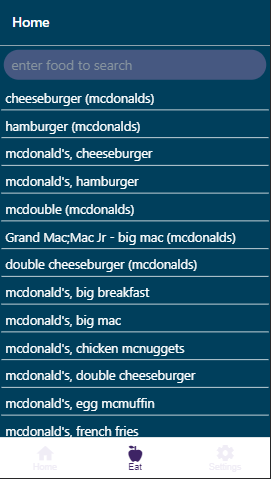 Home
enter food to search
cheeseburger (mcdonalds)
hamburger (mcdonalds)
mcdonald's, cheeseburger
mcdonald's, hamburger
mcdouble (mcdonalds)
Grand Mac;Mac Jr - big mac (mcdonalds)
double cheeseburger (mcdonalds)
mcdonald's, big breakfast
mcdonald's, big mac
mcdonald's, chicken mcnuggets
mcdonald's, double cheeseburger
mcdonald's, egg mcmuffin
mcdonald's, french fries
Home Eat Settings